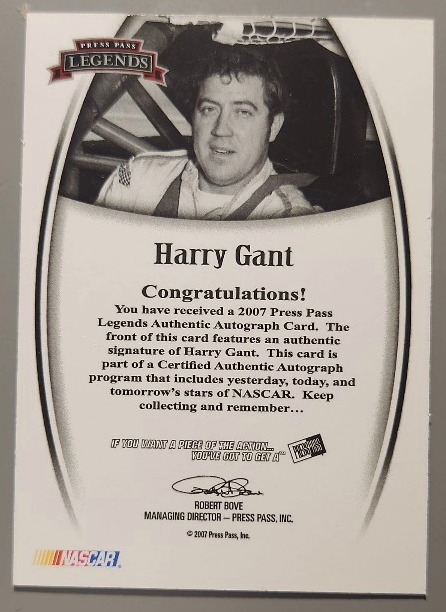 PRESS PASS
LEGENDS
Harry Gant
Congratulations!
You have received a 2007 Press Pass
Legends Authentic Autograph Card. The
front of this card features an authentic
signature of Harry Gant. This card is
part of a Certified Authentic Autograph
program that includes yesterday, today, and
tomorrow's stars of NASCAR. Keep
collecting and remember...
IF YOU WANT A PIECE OF THE ACTION...
YOU'VE GOT TO GET A
PRESS PASS
ROBERT BOVE
MANAGING DIRECTOR – PRESS PASS, INC.
© 2007 Press Pass, Inc.
NASCAR